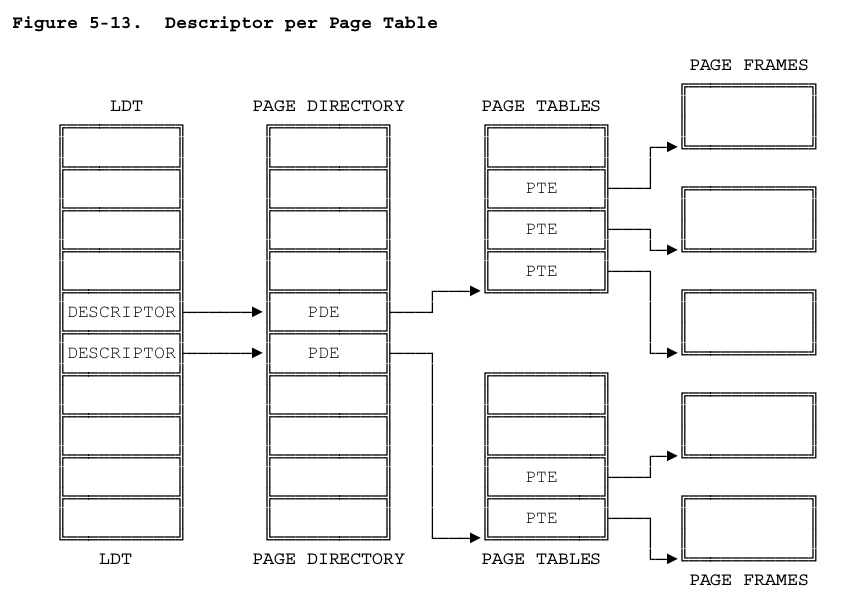 Figure 5-13.  Descriptor per Page Table
PAGE FRAMES
LDT
PAGE DIRECTORY
PAGE TABLES
PTE
PTE
PTE
DESCRIPTOR
PDE
DESCRIPTOR
PDE
PTE
PTE
LDT
PAGE DIRECTORY
PAGE TABLES
PAGE FRAMES